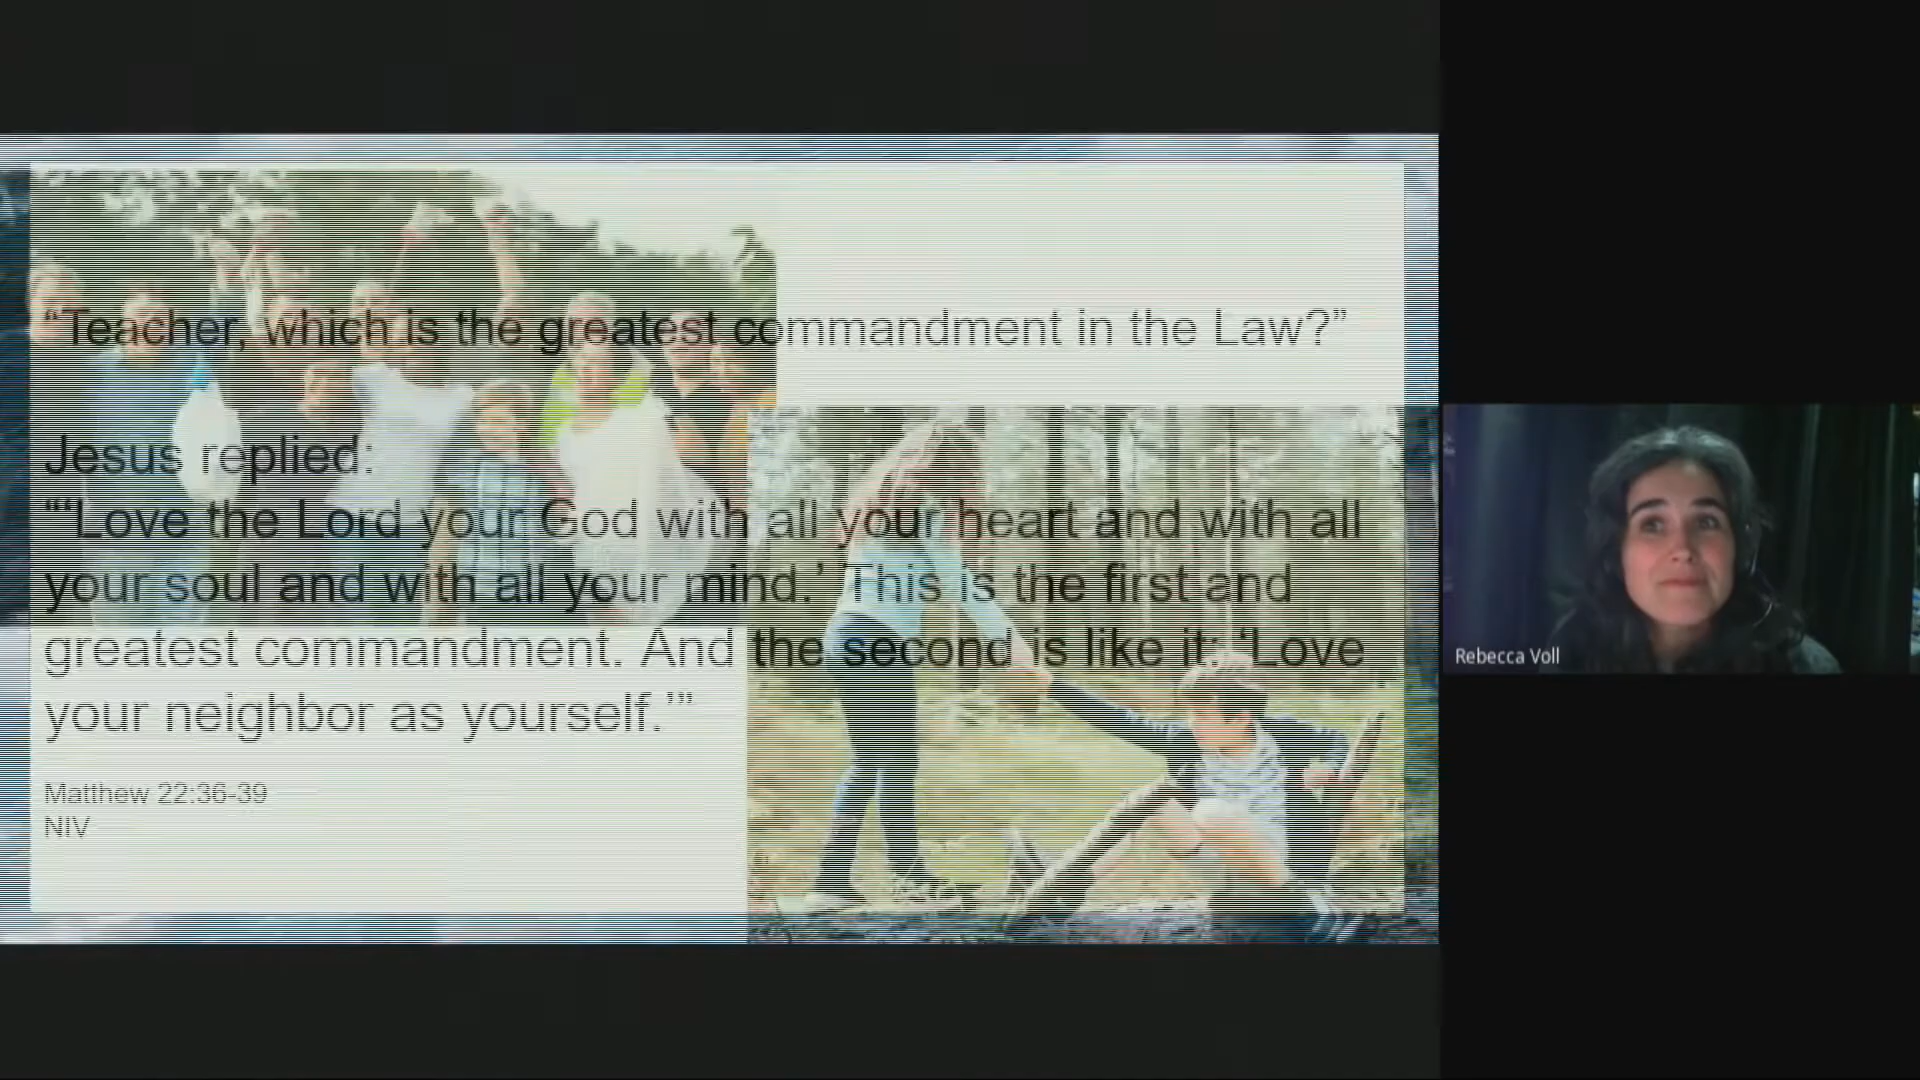 “Teacher, which is the greatest commandment in the Law?”
Jesus replied:
“‘Love the Lord your God with all your heart and with all
your soul and with all your mind.’ This is the first and
greatest commandment. And the second is like it: ‘Love
your neighbor as yourself.’”
Matthew 22:36-39
NIV
Rebecca Voll